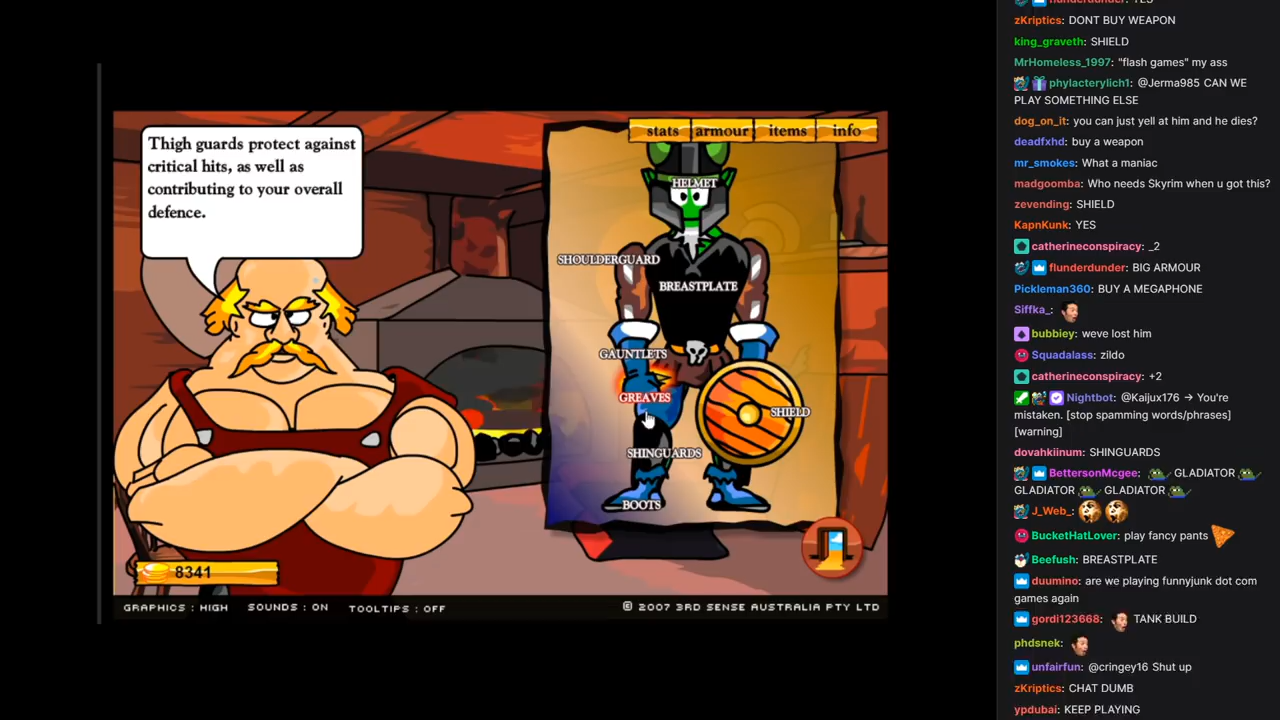 Thigh guards protect against
critical hits, as well as
contributing to your overall
defence.
stats armour items info
HELMET
SHOULDERGUARD
BREASTPLATE
GAUNTLETS
GREAVES
SHIELD
SHINGUARDS
BOOTS
8341
GRAPHICS : HIGH SOUNDS : ON TOOLTIPS : OFF
© 2007 3RD SENSE AUSTRALIA PTY LTD
zKriptics: DONT BUY WEAPON
king_graveth: SHIELD
MrHomeless_1997: "flash games" my ass
phylacterylich1: @Jerma985 CAN WE
PLAY SOMETHING ELSE
dog_on_it: you can just yell at him and he dies?
deadfxhd: buy a weapon
mr_smokes: What a maniac
madgoomba: Who needs Skyrim when u got this?
zevending: SHIELD
KapnKunk: YES
catherineconspiracy: _2
flunderdunder: BIG ARMOUR
Pickleman360: BUY A MEGAPHONE
Siffka_:
bubbiey: weve lost him
Squadalass: zildo
catherineconspiracy: +2
Nightbot: @Kaijux176 → You're
mistaken. [stop spamming words/phrases]
[warning]
dovahkiinum: SHINGUARDS
BettersonMcgee: GLADIATOR
GLADIATOR GLADIATOR
J_Web_:
BucketHatLover: play fancy pants
Beefush: BREASTPLATE
duumino: are we playing funnyjunk dot com
games again
gordi123668: TANK BUILD
phdsnek:
unfairfun: @cringey16 Shut up
zKriptics: CHAT DUMB
ypdubai: KEEP PLAYING